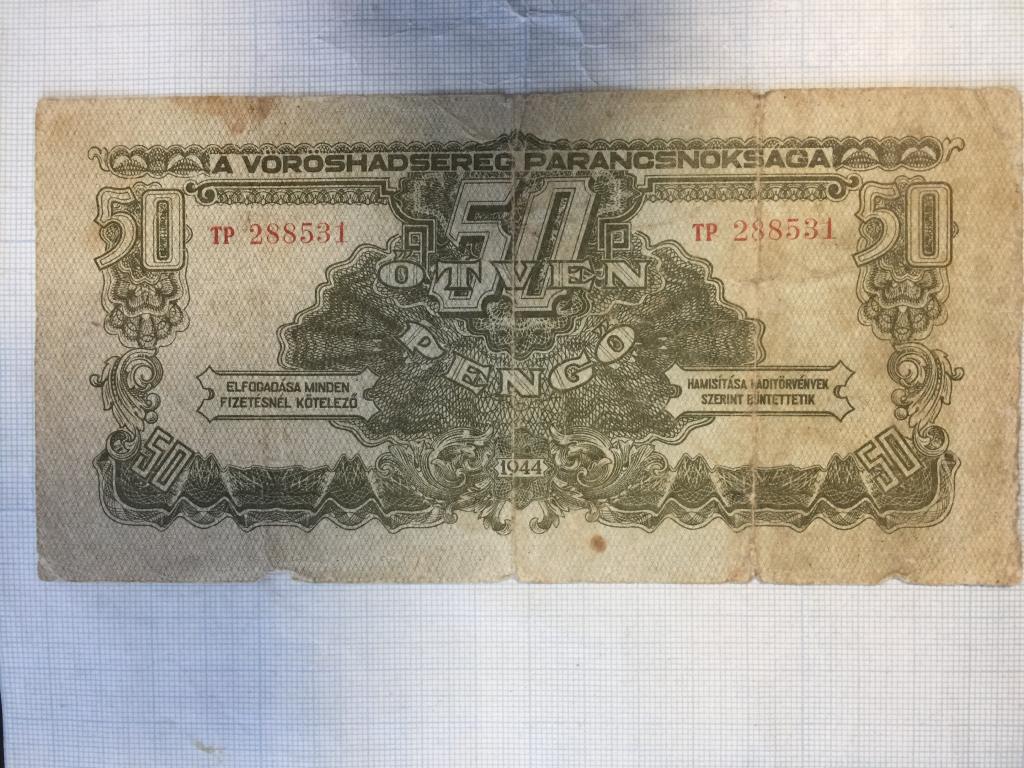 A VÖRÖSHADSEREG PARANCSNOKSÁGA
50 50 50
TP 288531 TP 288531
ÖTVEN
PENGŐ
ELFOGADÁSA MINDEN
FIZETÉSNÉL KÖTELEZŐ
HAMISÍTÁSA HADITÖRVÉNYEK
SZERINT BÜNTETTETIK
50 1944 50